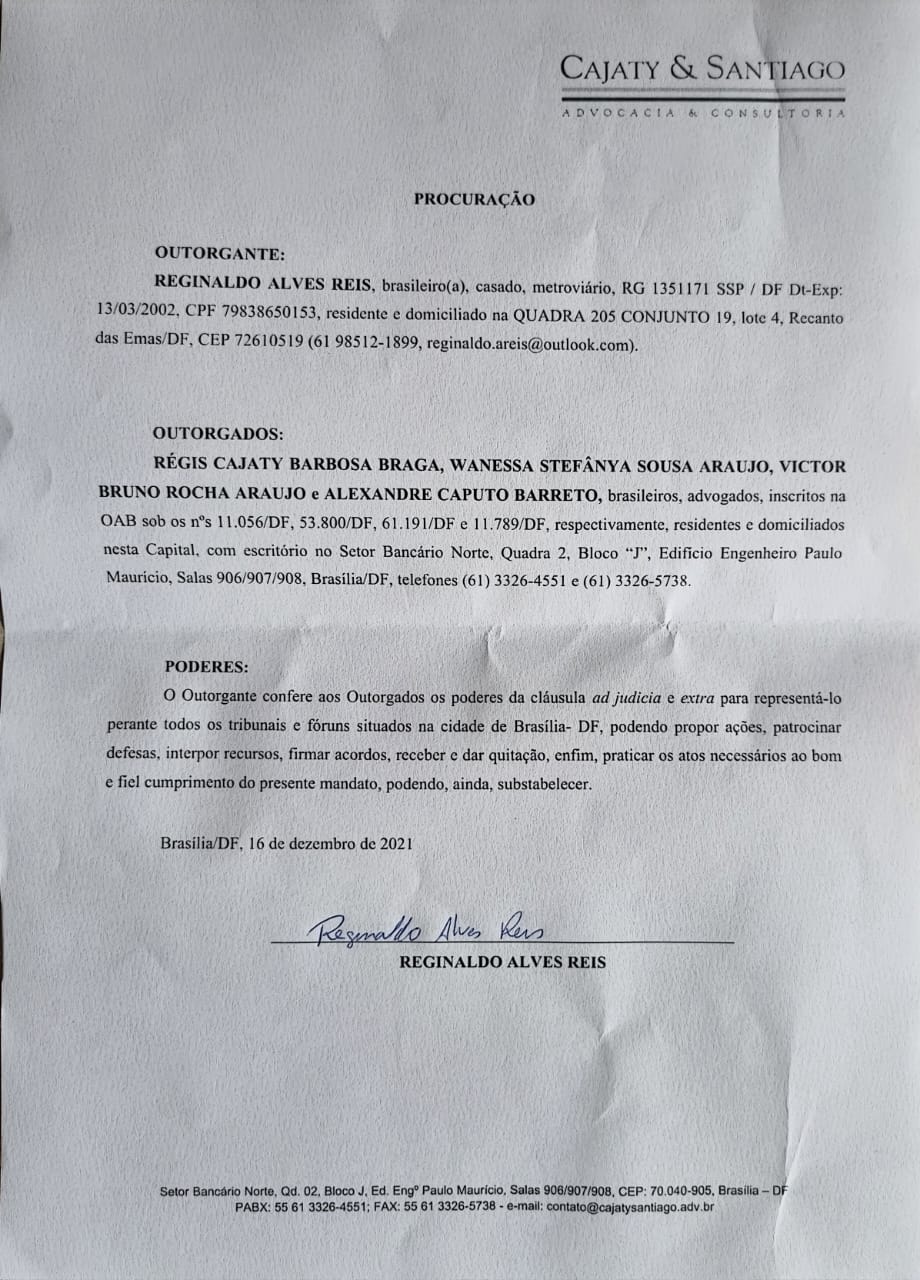 CAJATY & SANTIAGO
ADVOCACIA & CONSULTORIA
PROCURAÇÃO
OUTORGANTE:
REGINALDO ALVES REIS, brasileiro(a), casado, metroviário, RG 1351171 SSP / DF Dt-Exp:
13/03/2002, CPF 79838650153, residente e domiciliado na QUADRA 205 CONJUNTO 19, lote 4, Recanto
das Emas/DF, CEP 72610519 (61 98512-1899, reginaldo.areis@outlook.com).
OUTORGADOS:
RÉGIS CAJATY BARBOSA BRAGA, WANESSA STEFÂNYA SOUSA ARAUJO, VICTOR
BRUNO ROCHA ARAUJO e ALEXANDRE CAPUTO BARRETO, brasileiros, advogados, inscritos na
OAB sob os nºs 11.056/DF, 53.800/DF, 61.191/DF e 11.789/DF, respectivamente, residentes e domiciliados
nesta Capital, com escritório no Setor Bancário Norte, Quadra 2, Bloco “J”, Edificio Engenheiro Paulo
Maurício, Salas 906/907/908, Brasília/DF, telefones (61) 3326-4551 e (61) 3326-5738.
PODERES:
O Outorgante confere aos Outorgados os poderes da cláusula ad judicia e extra para representá-lo
perante todos os tribunais e fóruns situados na cidade de Brasília- DF, podendo propor ações, patrocinar
defesas, interpor recursos, firmar acordos, receber e dar quitação, enfim, praticar os atos necessários ao bom
e fiel cumprimento do presente mandato, podendo, ainda, substabelecer.
Brasília/DF, 16 de dezembro de 2021
Reginaldo Alves Reis
REGINALDO ALVES REIS
Setor Bancário Norte, Qd. 02, Bloco J, Ed. Engº Paulo Maurício, Salas 906/907/908, CEP: 70.040-905, Brasília – DF
PABX: 55 61 3326-4551; FAX: 55 61 3326-5738 - e-mail: contato@cajatysantiago.adv.br